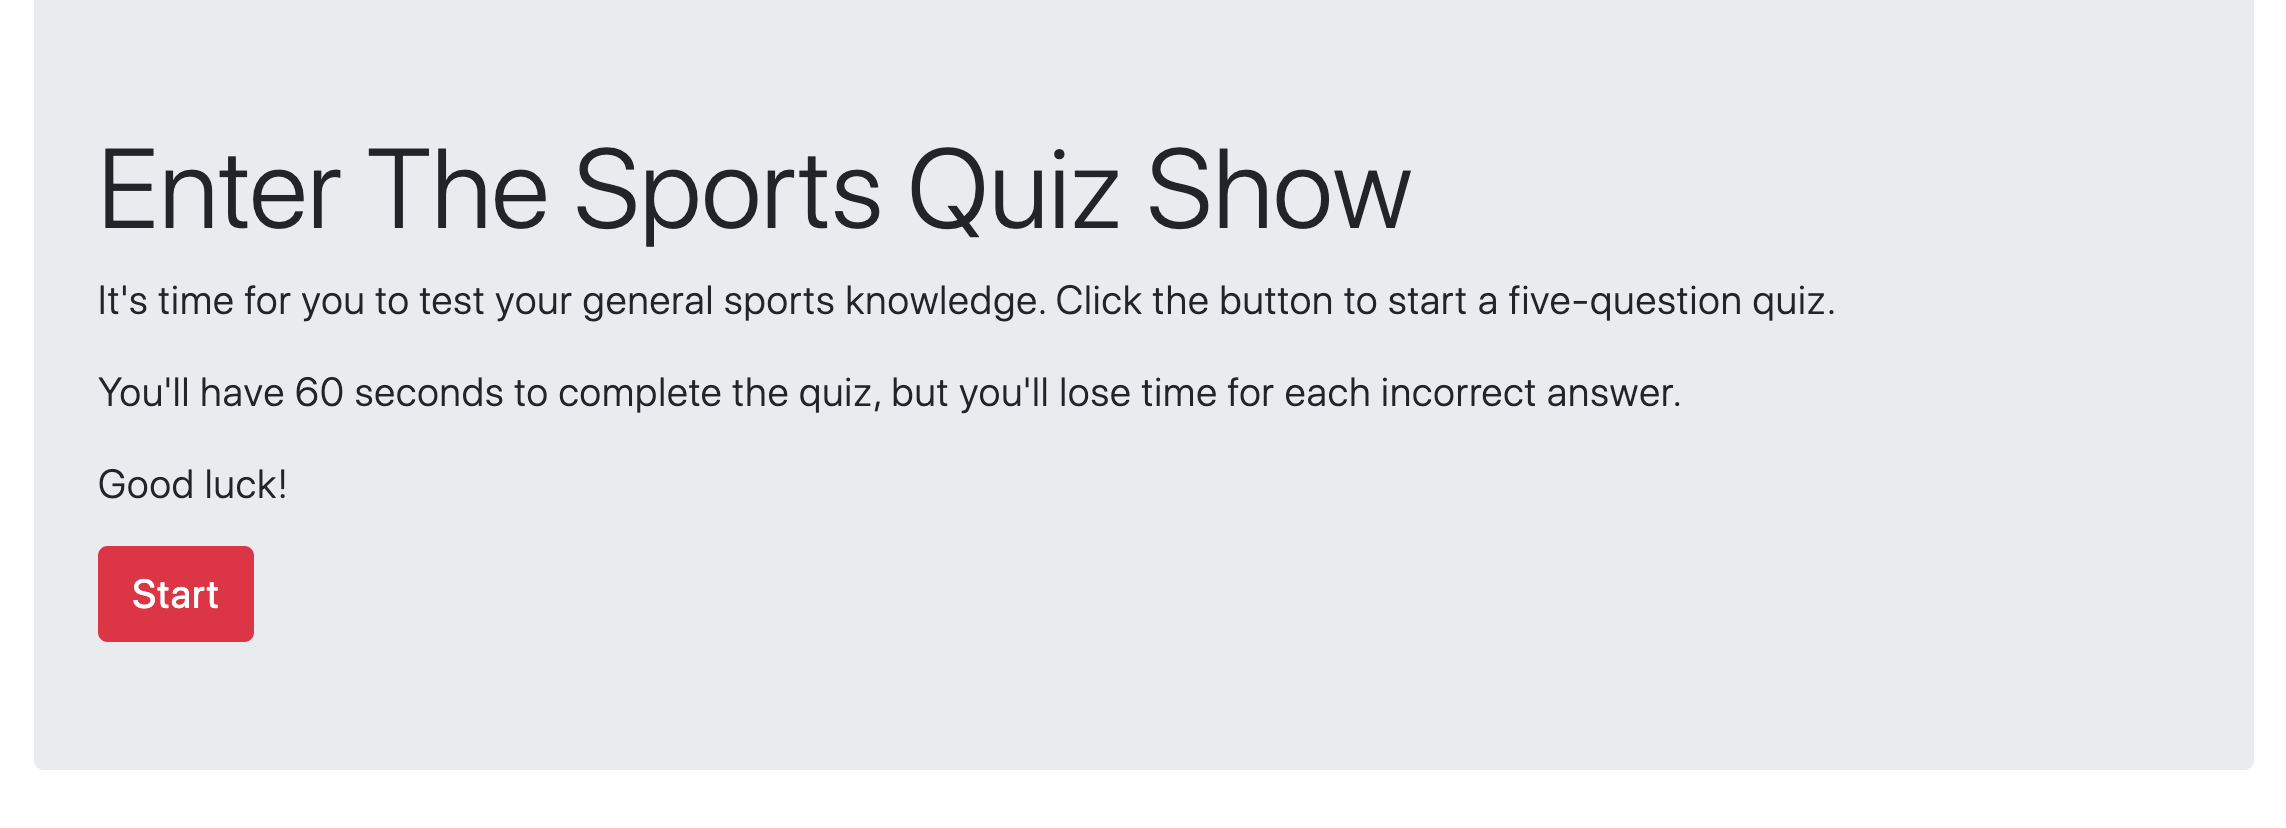 Enter The Sports Quiz Show
It's time for you to test your general sports knowledge. Click the button to start a five-question quiz.
You'll have 60 seconds to complete the quiz, but you'll lose time for each incorrect answer.
Good luck!
Start